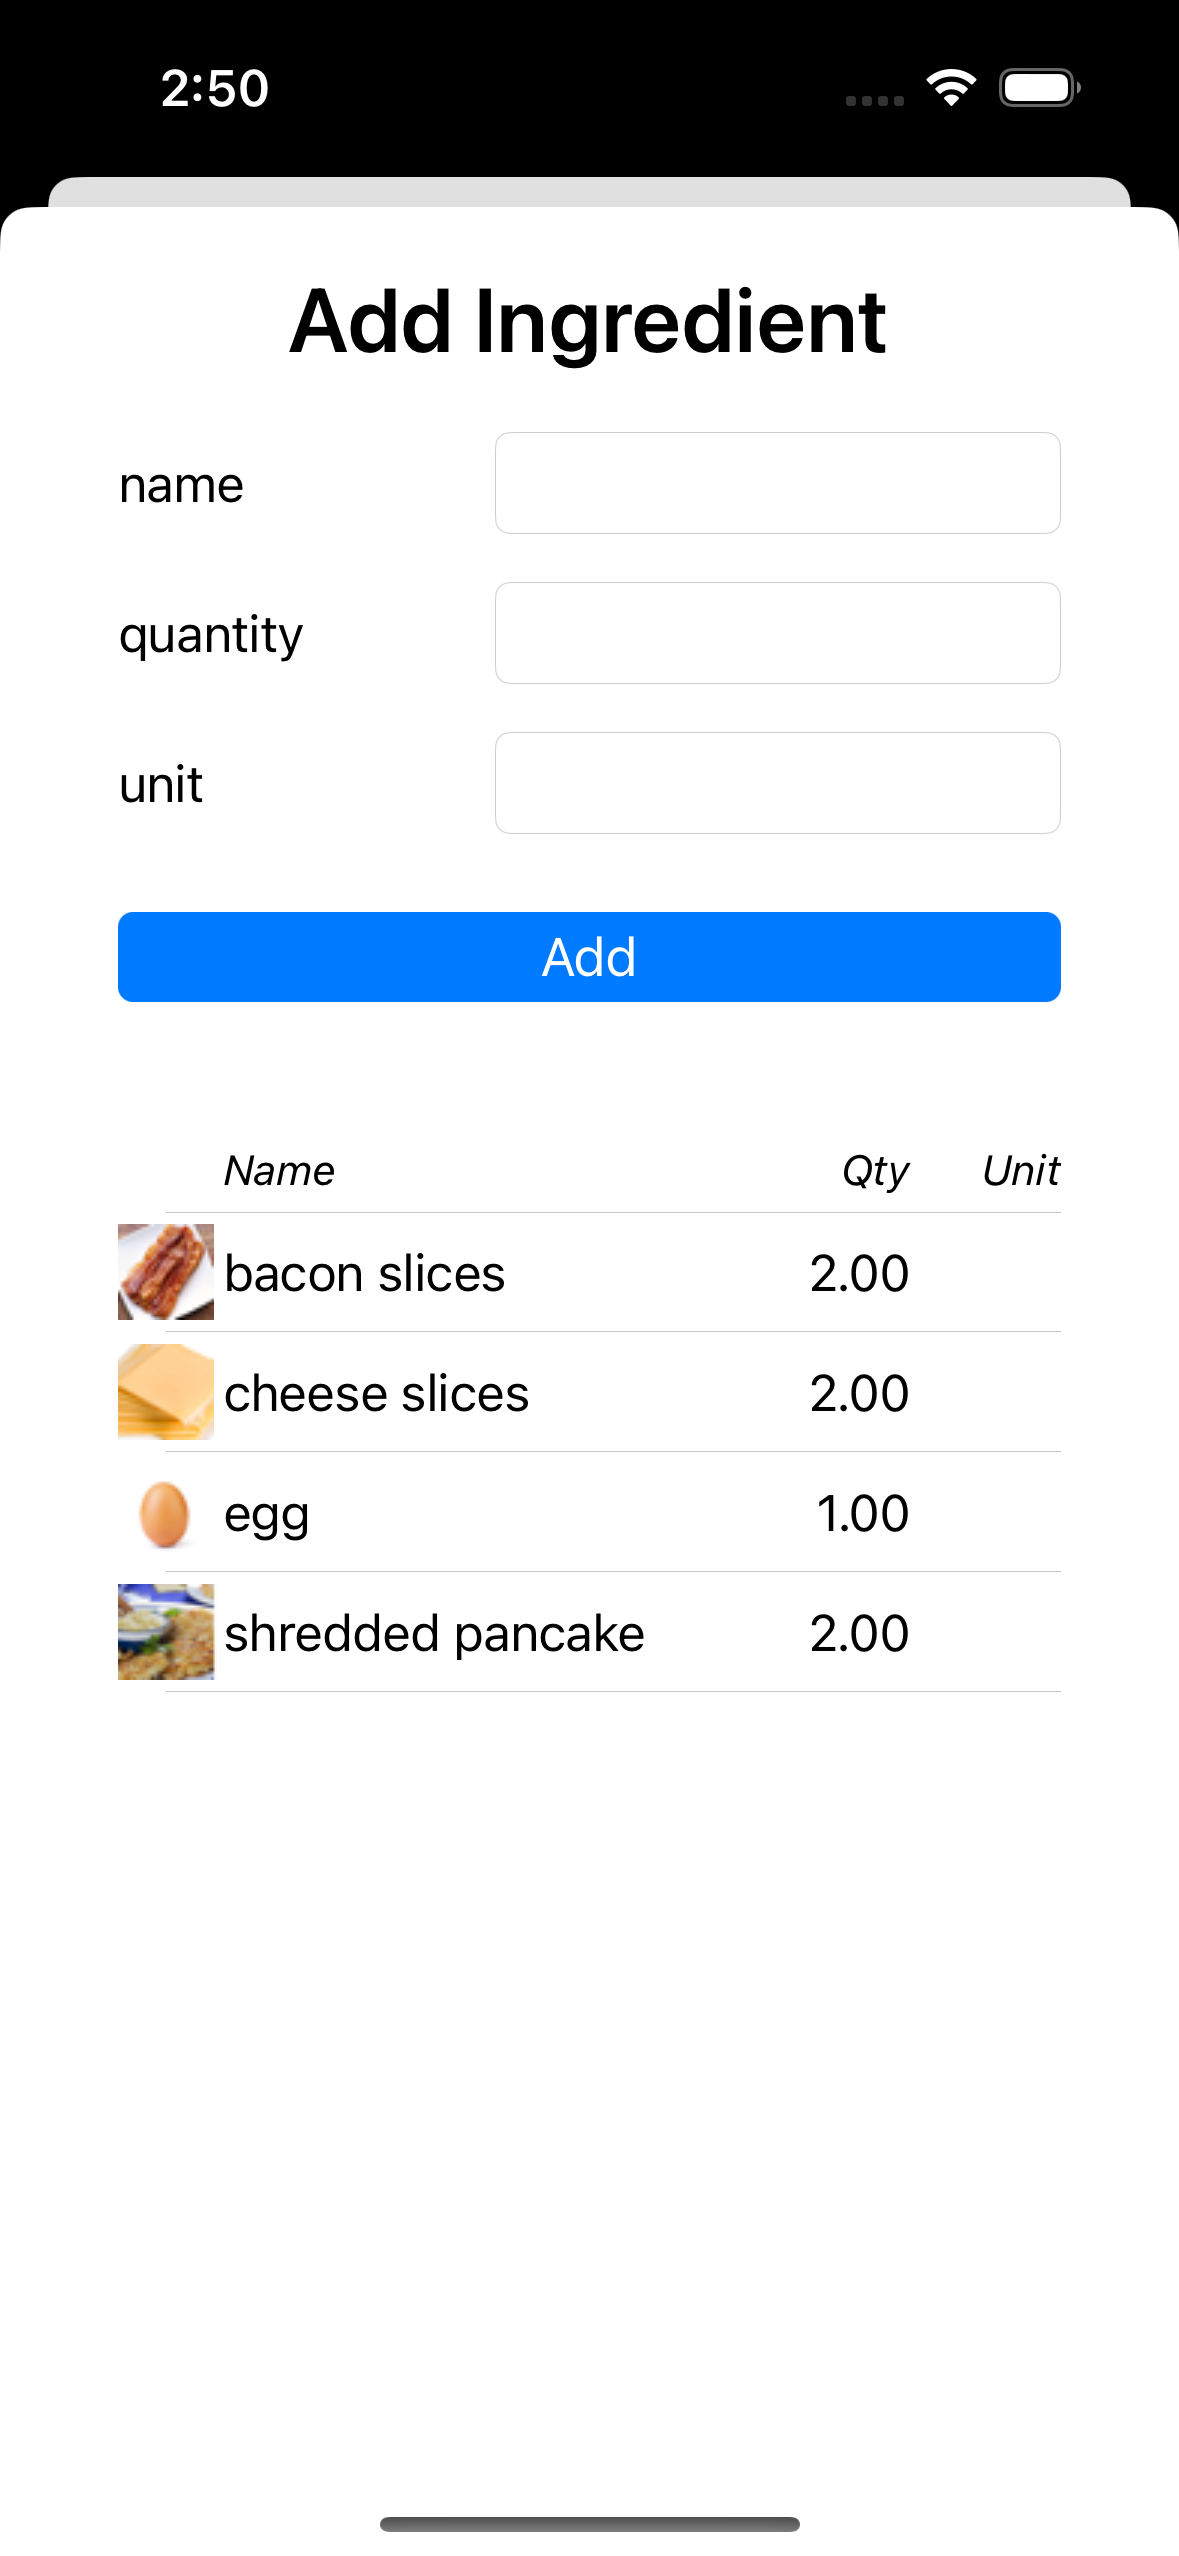 2:50
Add Ingredient
name
quantity
unit
Add
Name Qty Unit
bacon slices 2.00
cheese slices 2.00
egg 1.00
shredded pancake 2.00